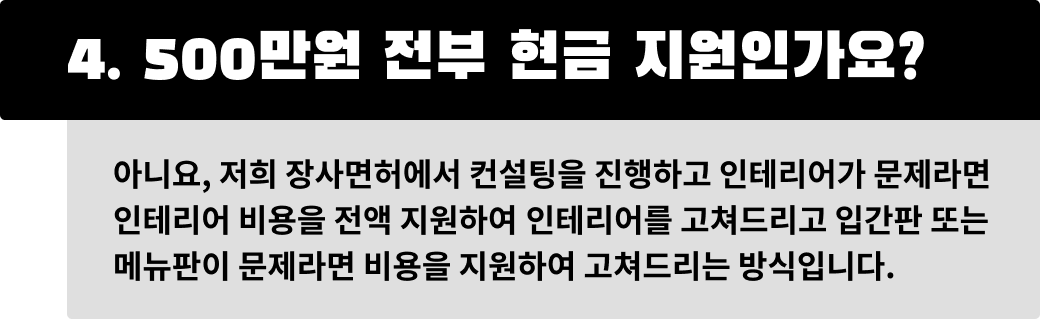 4. 500만원 전부 현금 지원인가요?
아니요, 저희 장사면허에서 컨설팅을 진행하고 인테리어가 문제라면
인테리어 비용을 전액 지원하여 인테리어를 고쳐드리고 입간판 또는
메뉴판이 문제라면 비용을 지원하여 고쳐드리는 방식입니다.